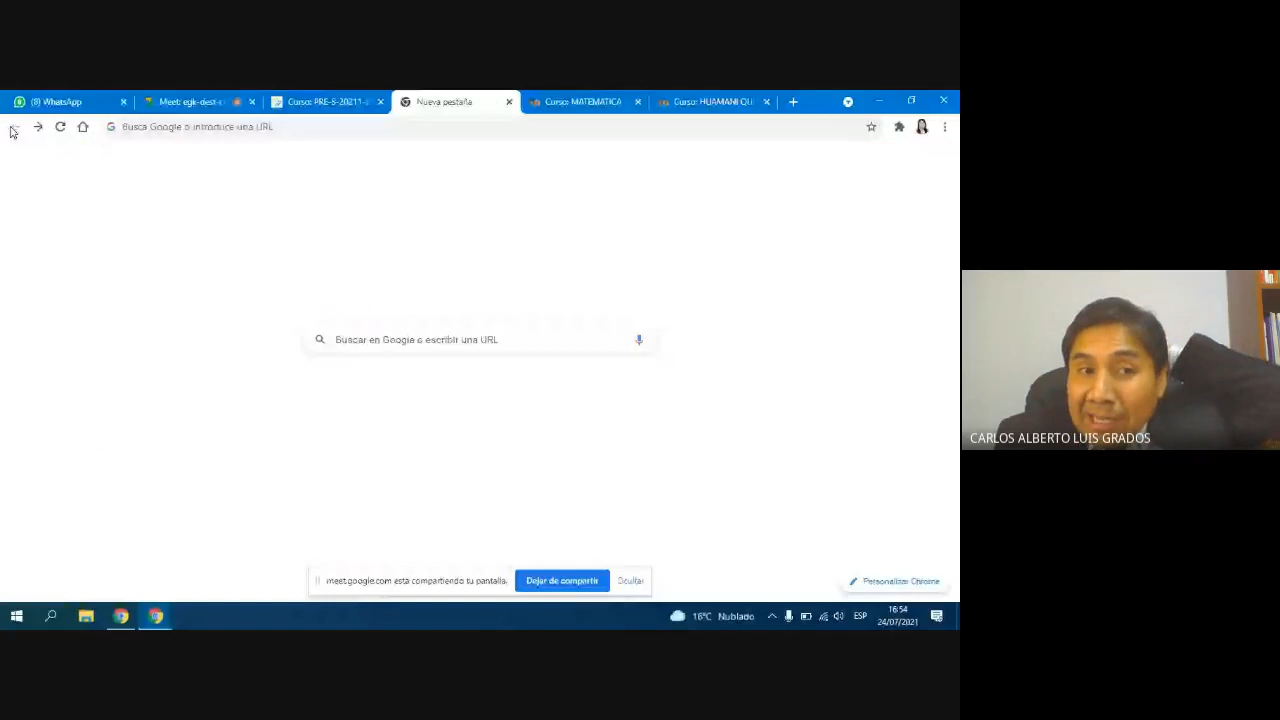 (8) WhatsApp
Meet: egk-dest-
Curso: PRE-S-20211-
Nueva pestaña
Curso: MATEMATICA
Curso: HUAMANI QU
Busca Google o introduce una URL
Buscar en Google o escribir una URL
CARLOS ALBERTO LUIS GRADOS
meet.google.com está compartiendo tu pantalla.
Dejar de compartir
Ocultar
Personalizar Chrome
16°C Nublado
ESP
16:54
24/07/2021